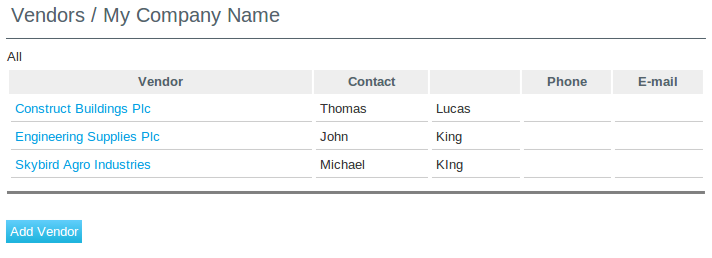 Vendors / My Company Name
All
Vendor Contact Phone E-mail
Construct Buildings Plc Thomas Lucas
Engineering Supplies Plc John King
Skybird Agro Industries Michael KIng
Add Vendor